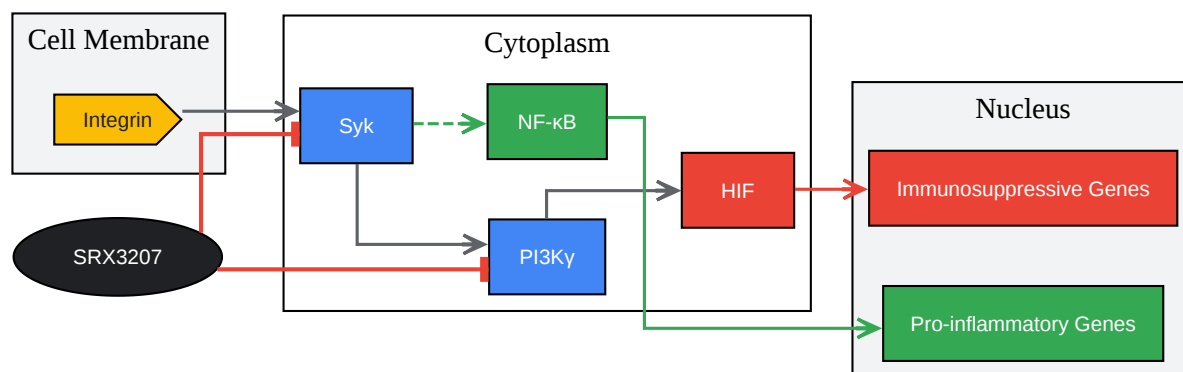 Cell Membrane
Cytoplasm
Integrin
Syk
NF-κB
Nucleus
HIF
Immunosuppressive Genes
SRX3207
PI3Kγ
Pro-inflammatory Genes